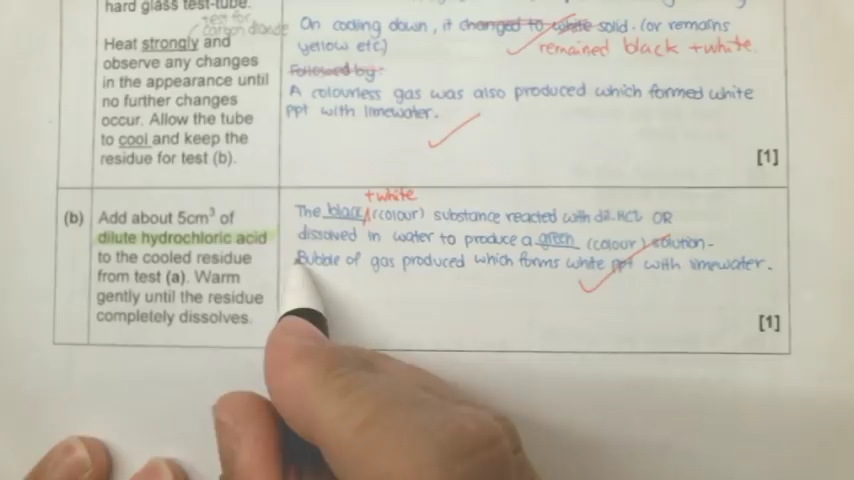 hard glass test-tube.
test for
carbon dioxide
Heat strongly and
observe any changes
in the appearance until
no further changes
occur. Allow the tube
to cool and keep the
residue for test (b).
On cooling down, it changed to white solid. (or remains
yellow etc)
remained black + white.
Followed by:
A colourless gas was also produced which formed white
ppt with limewater.
[1]
(b)
Add about 5cm³ of
dilute hydrochloric acid
to the cooled residue
from test (a). Warm
gently until the residue
completely dissolves.
+ white
The black (colour) substance reacted with dil. HCl OR
dissolved in water to produce a green (colour) solution-
Bubble of gas produced which forms white ppt with limewater.
[1]